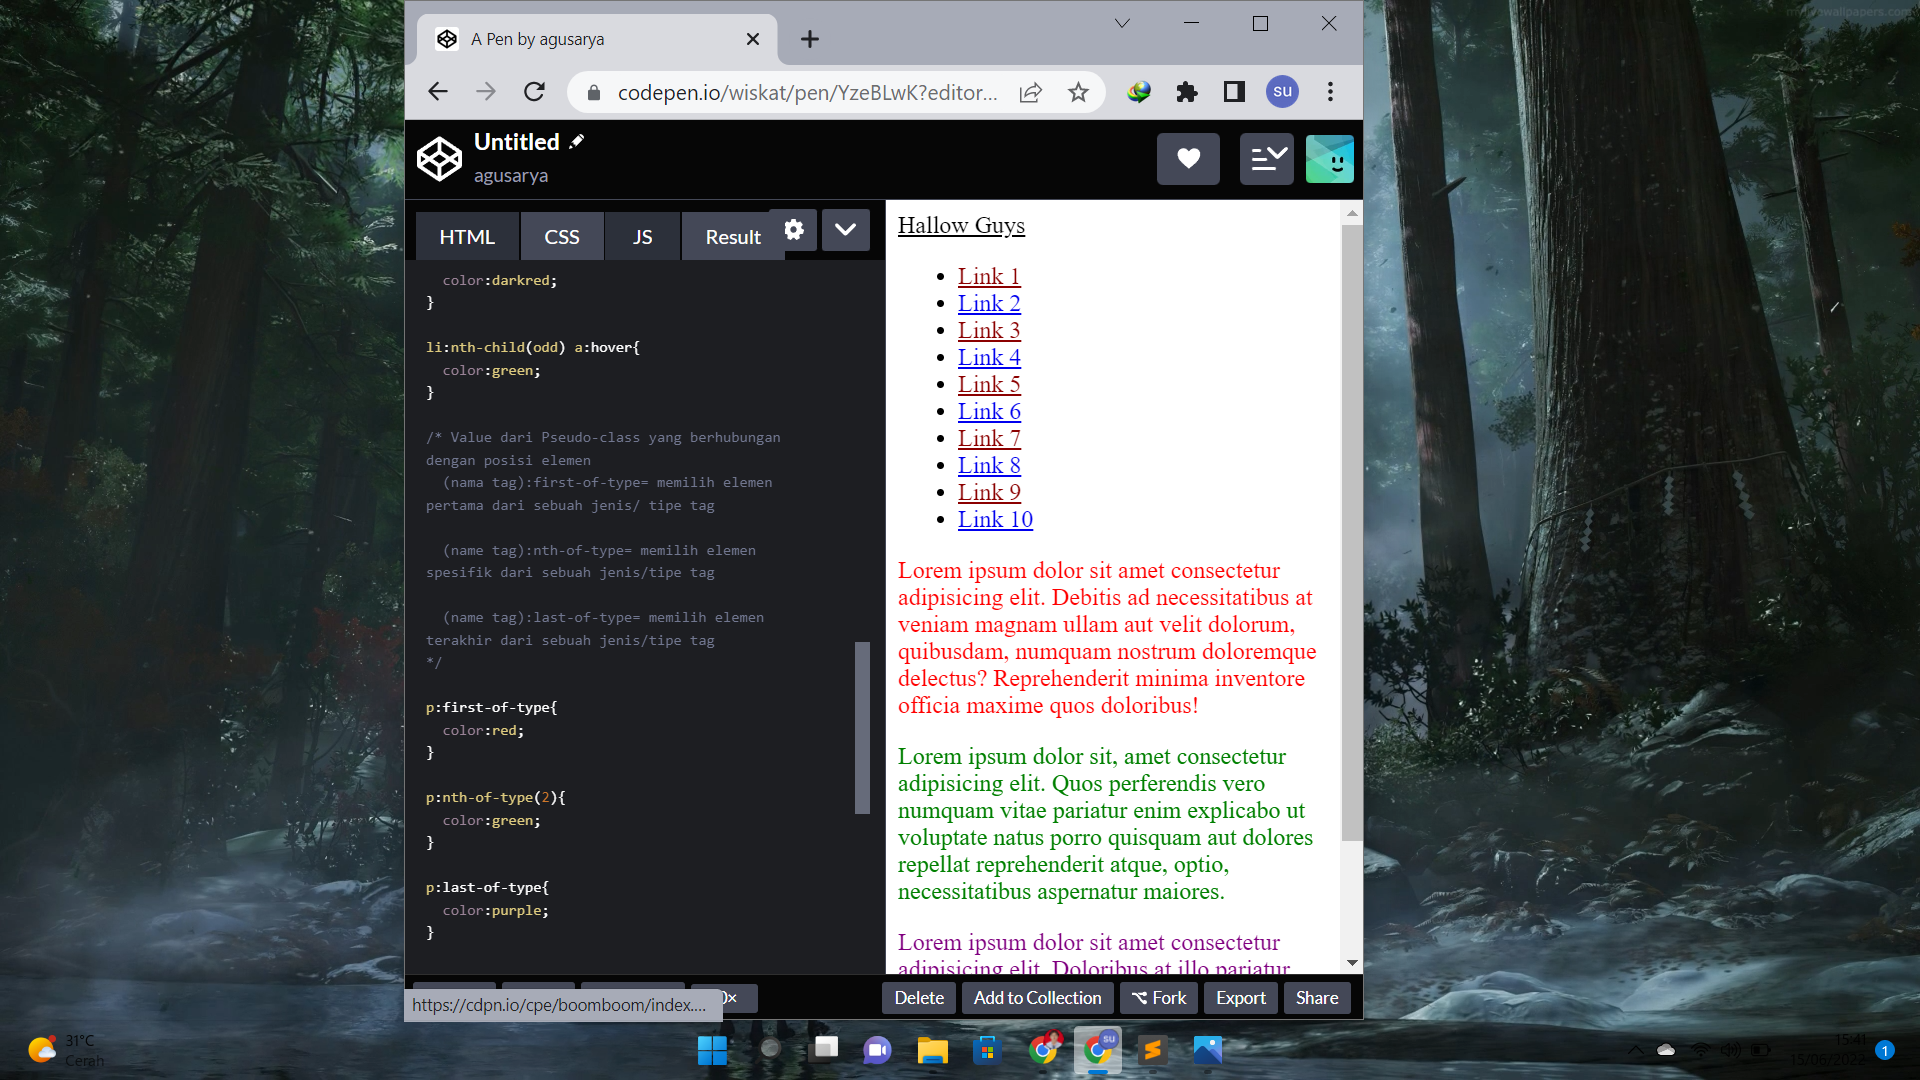 A Pen by agusarya
codepen.io/wiskat/pen/YzeBLwK?editor...
SU
Untitled
agusarya
HTML
CSS
JS
Result
color:darkred;
}
li:nth-child(odd) a:hover{
color:green;
}
/* Value dari Pseudo-class yang berhubungan
dengan posisi elemen
(nama tag):first-of-type= memilih elemen
pertama dari sebuah jenis/ tipe tag
(name tag):nth-of-type= memilih elemen
spesifik dari sebuah jenis/tipe tag
(name tag):last-of-type= memilih elemen
terakhir dari sebuah jenis/tipe tag
*/
p:first-of-type{
color:red;
}
p:nth-of-type(2){
color:green;
}
p:last-of-type{
color:purple;
}
Hallow Guys
Link 1
Link 2
Link 3
Link 4
Link 5
Link 6
Link 7
Link 8
Link 9
Link 10
Lorem ipsum dolor sit amet consectetur
adipisicing elit. Debitis ad necessitatibus at
veniam magnam ullam aut velit dolorum,
quibusdam, numquam nostrum doloremque
delectus? Reprehenderit minima inventore
officia maxime quos doloribus!
Lorem ipsum dolor sit, amet consectetur
adipisicing elit. Quos perferendis vero
numquam vitae pariatur enim explicabo ut
voluptate natus porro quisquam aut dolores
repellat reprehenderit atque, optio,
necessitatibus aspernatur maiores.
Lorem ipsum dolor sit amet consectetur
adipisicing elit. Doloribus at illo pariatur
https://cdpn.io/cpe/boomboom/index....
Delete
Add to Collection
Fork
Export
Share
31°C
Cerah
SU
15:41
15/06/2022
1